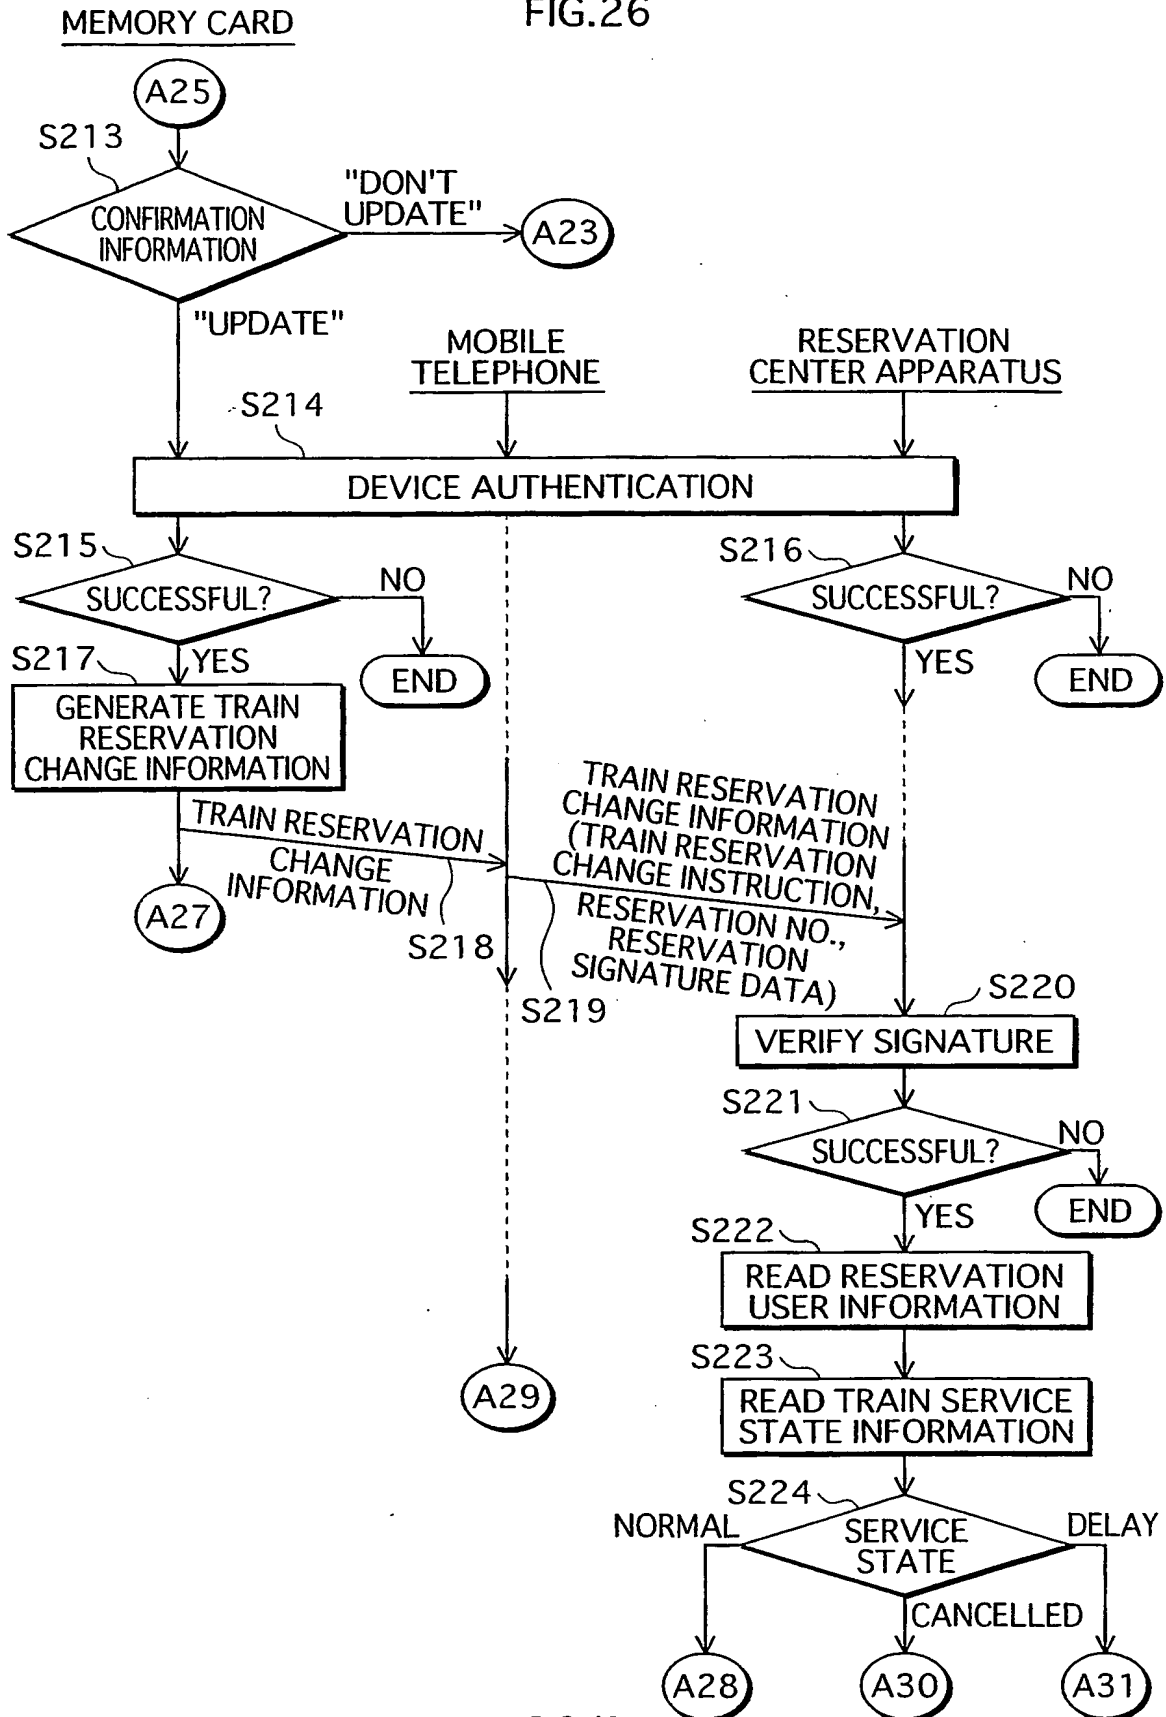 FIG.26
MEMORY CARD
A25
S213
CONFIRMATION
INFORMATION
"DON'T
UPDATE"
A23
"UPDATE"
MOBILE
TELEPHONE
RESERVATION
CENTER APPARATUS
S214
DEVICE AUTHENTICATION
S215
SUCCESSFUL?
NO
YES
END
S216
SUCCESSFUL?
NO
YES
END
S217
GENERATE TRAIN
RESERVATION
CHANGE INFORMATION
TRAIN RESERVATION
CHANGE
INFORMATION
S218
A27
TRAIN RESERVATION
CHANGE INFORMATION
(TRAIN RESERVATION
CHANGE INSTRUCTION,
RESERVATION NO.,
RESERVATION
SIGNATURE DATA)
S219
S220
VERIFY SIGNATURE
S221
SUCCESSFUL?
NO
YES
END
S222
READ RESERVATION
USER INFORMATION
S223
READ TRAIN SERVICE
STATE INFORMATION
A29
S224
SERVICE
STATE
NORMAL
DELAY
CANCELLED
A28
A30
A31